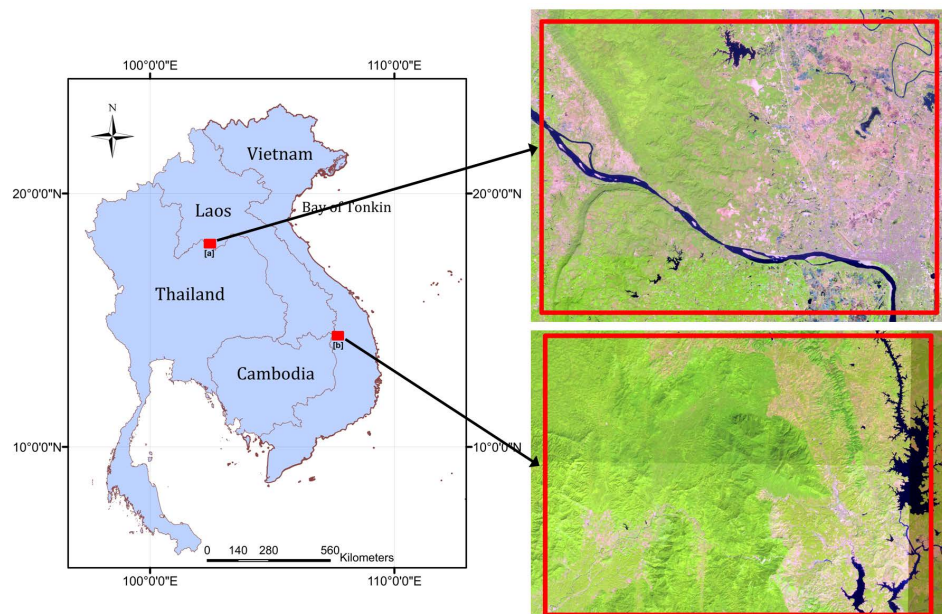 100°0'0"E 110°0'0"E
N
Vietnam
20°0'0"N 20°0'0"N
Laos
Bay of Tonkin
[a]
Thailand
[b]
Cambodia
10°0'0"N 10°0'0"N
0 140 280 560
Kilometers
100°0'0"E 110°0'0"E